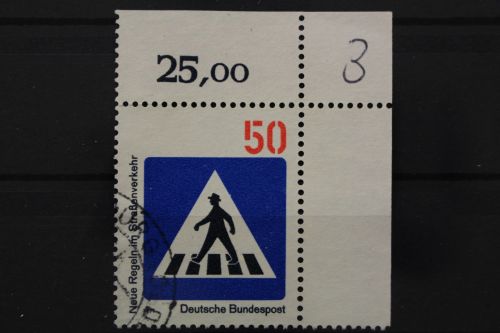 25,00
3
50
Neue Regeln im Straßenverkehr
Deutsche Bundespost